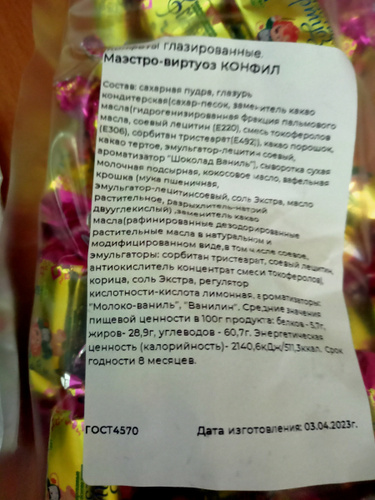 глазированные.
Маэстро-виртуоз КОНФИЛ
Состав: сахарная пудра, глазурь
кондитерская(сахар-песок, заменитель какао
масла(гидрогенизированная фракция пальмового
масла, соевый лецитин (Е220), смесь токоферолов
(Е306), сорбитан тристеарат(Е492)), какао порошок,
какао тертое, эмульгатор-лецитин соевый,
ароматизатор "Шоколад Ваниль"), сыворотка сухая
молочная подсырная, кокосовое масло, вафельная
крошка (мука пшеничная,
эмульгатор-лецитинсоевый, соль Экстра, масло
растительное, разрыхлитель-натрий
двууглекислый) ,заменитель какао
масла(рафинированные дезодорированные
растительные масла в натуральном и
модифицированном виде,в том числе соевое,
эмульгаторы: сорбитан тристеарат, соевый лецитин,
антиокислитель концентрат смеси токоферолов),
корица, соль Экстра, регулятор
кислотности-кислота лимонная, ароматизаторы:
"Молоко-ваниль", "Ванилин". Средние значения
пищевой ценности в 100г продукта: белков - 5,7г,
жиров- 28,9г, углеводов - 60,7г. Энергетическая
ценность (калорийность)- 2140,6кДж/511,3ккал. Срок
годности 8 месяцев.
ГОСТ4570 Дата изготовления: 03.04.2023г.